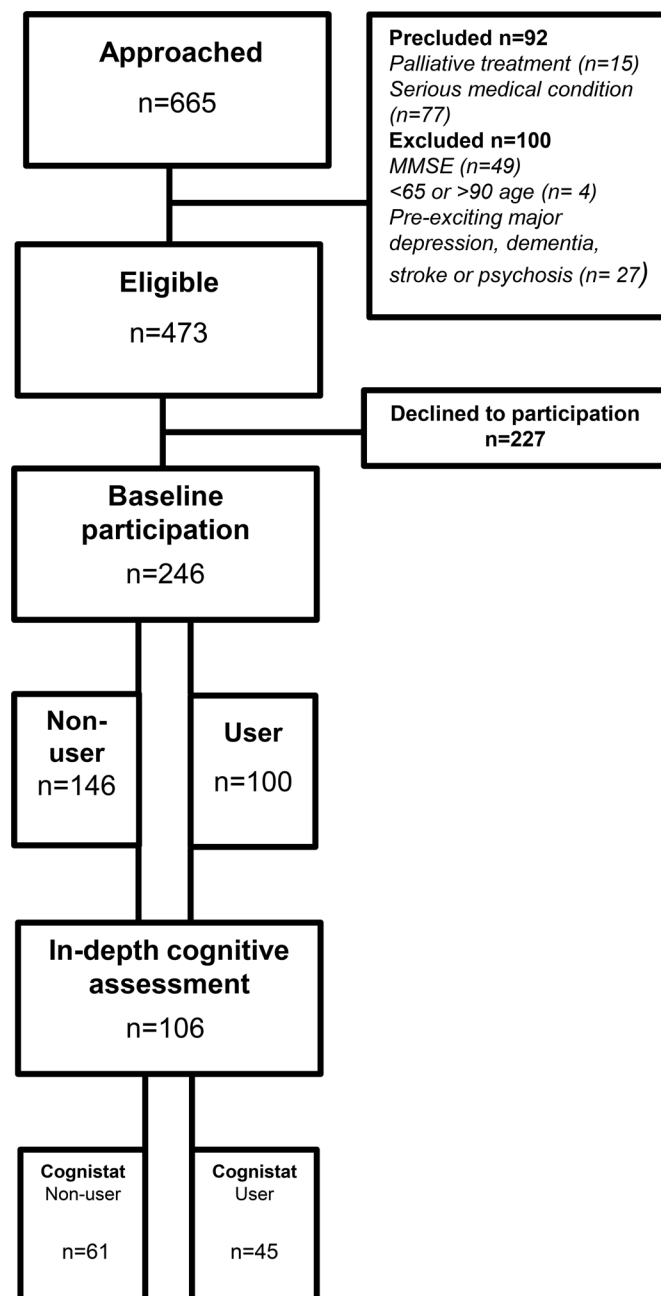 Approached
n=665
Precluded n=92
Palliative treatment (n=15)
Serious medical condition
(n=77)
Excluded n=100
MMSE (n=49)
<65 or >90 age (n= 4)
Pre-exciting major
depression, dementia,
stroke or psychosis (n= 27)
Eligible
n=473
Declined to participation
n=227
Baseline
participation
n=246
Non-
user
n=146
User
n=100
In-depth cognitive
assessment
n=106
Cognistat
Non-user
n=61
Cognistat
User
n=45